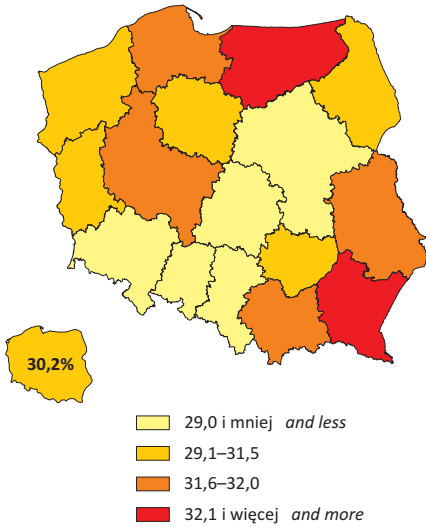 30,2%
29,0 i mniej and less
29,1–31,5
31,6–32,0
32,1 i więcej and more